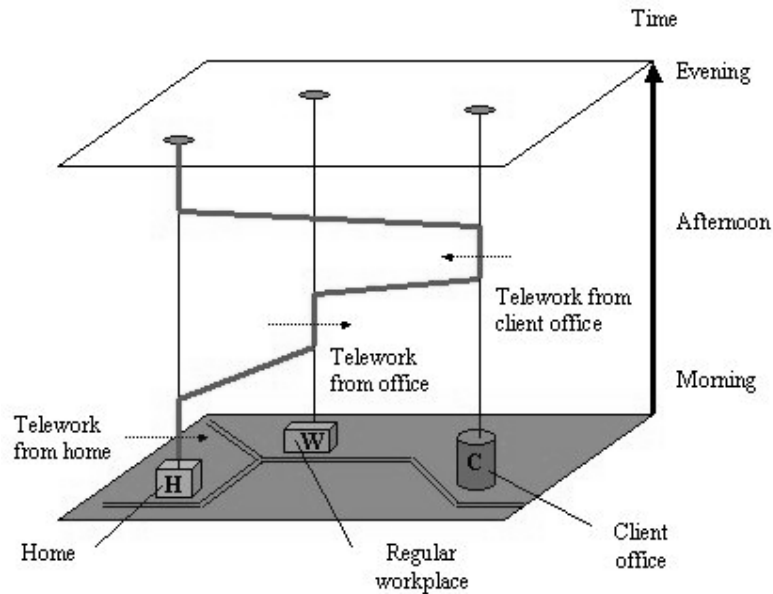 Time
Evening
Afternoon
Telework from
client office
Telework
from office
Morning
Telework
from home
W
C
H
Home
Regular
workplace
Client
office